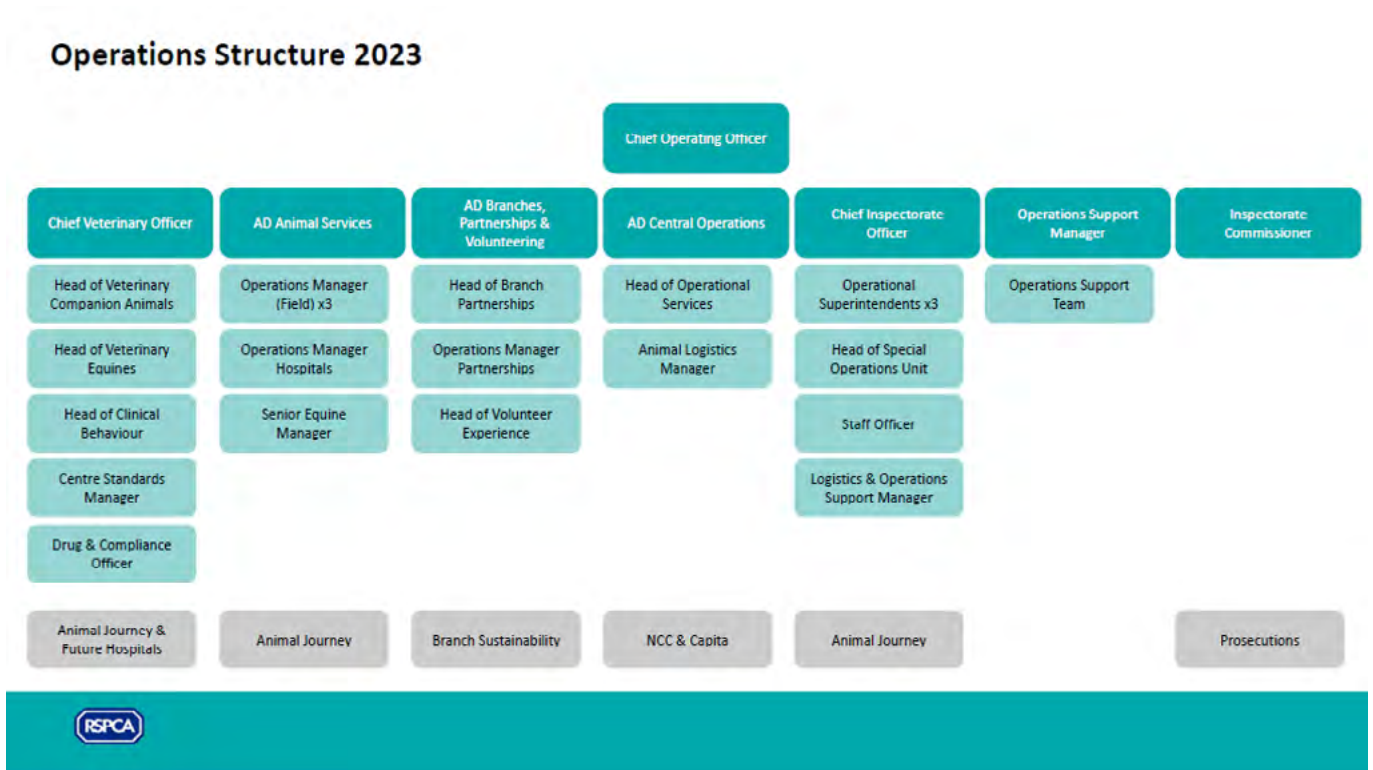 Operations Structure 2023
Chief Operating Officer
Chief Veterinary Officer
AD Animal Services
AD Branches,
Partnerships &
Volunteering
AD Central Operations
Chief Inspectorate
Officer
Operations Support
Manager
Inspectorate
Commissioner
Head of Veterinary
Companion Animals
Operations Manager
(Field) x3
Head of Branch
Partnerships
Head of Operational
Services
Operational
Superintendents x3
Operations Support
Team
Head of Veterinary
Equines
Operations Manager
Hospitals
Operations Manager
Partnerships
Animal Logistics
Manager
Head of Special
Operations Unit
Head of Clinical
Behaviour
Senior Equine
Manager
Head of Volunteer
Experience
Staff Officer
Centre Standards
Manager
Logistics & Operations
Support Manager
Drug & Compliance
Officer
Animal Journey &
Future Hospitals
Animal Journey
Branch Sustainability
NCC & Capita
Animal Journey
Prosecutions
RSPCA